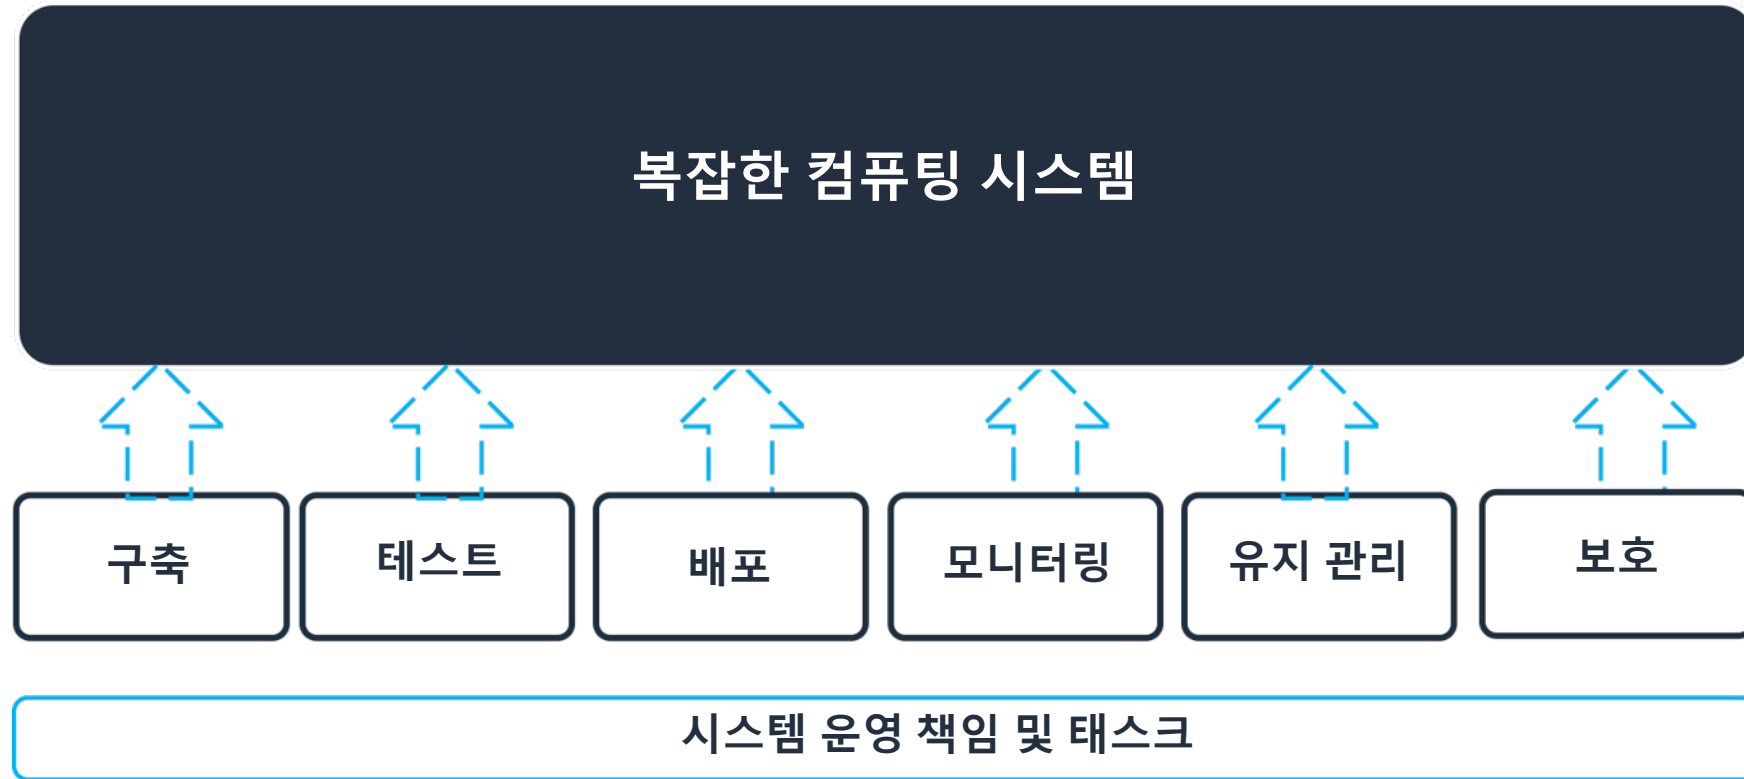 복잡한 컴퓨팅 시스템
구축
테스트
배포
모니터링
유지 관리
보호
시스템 운영 책임 및 태스크